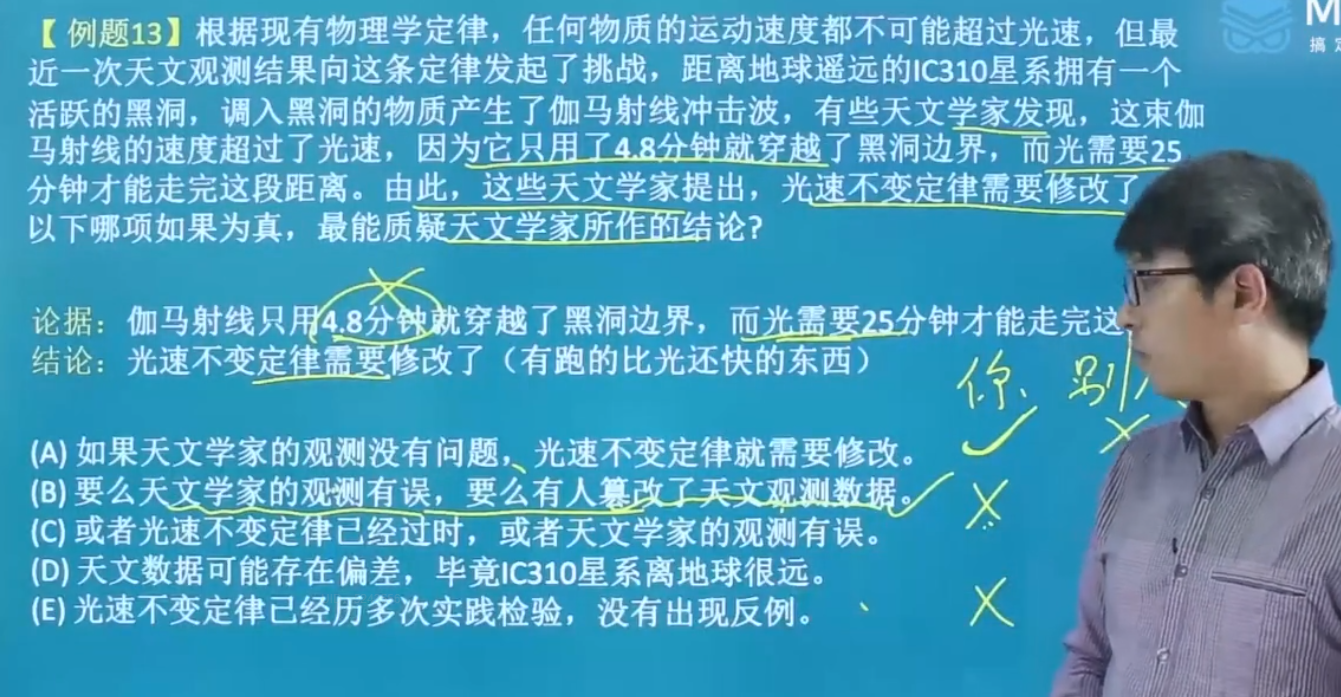 M
搞定
【例题13】根据现有物理学定律，任何物质的运动速度都不可能超过光速，但最
近一次天文观测结果向这条定律发起了挑战，距离地球遥远的IC310星系拥有一个
活跃的黑洞，调入黑洞的物质产生了伽马射线冲击波，有些天文学家发现，这束伽
马射线的速度超过了光速，因为它只用了4.8分钟就穿越了黑洞边界，而光需要25
分钟才能走完这段距离。由此，这些天文学家提出，光速不变定律需要修改了
以下哪项如果为真，最能质疑天文学家所作的结论？
论据：伽马射线只用4.8分钟就穿越了黑洞边界，而光需要25分钟才能走完这
结论：光速不变定律需要修改了（有跑的比光还快的东西）
你、别人
(A) 如果天文学家的观测没有问题，光速不变定律就需要修改。
(B) 要么天文学家的观测有误，要么有人篡改了天文观测数据。
(C) 或者光速不变定律已经过时，或者天文学家的观测有误。
(D) 天文数据可能存在偏差，毕竟IC310星系离地球很远。
(E) 光速不变定律已经历多次实践检验，没有出现反例。